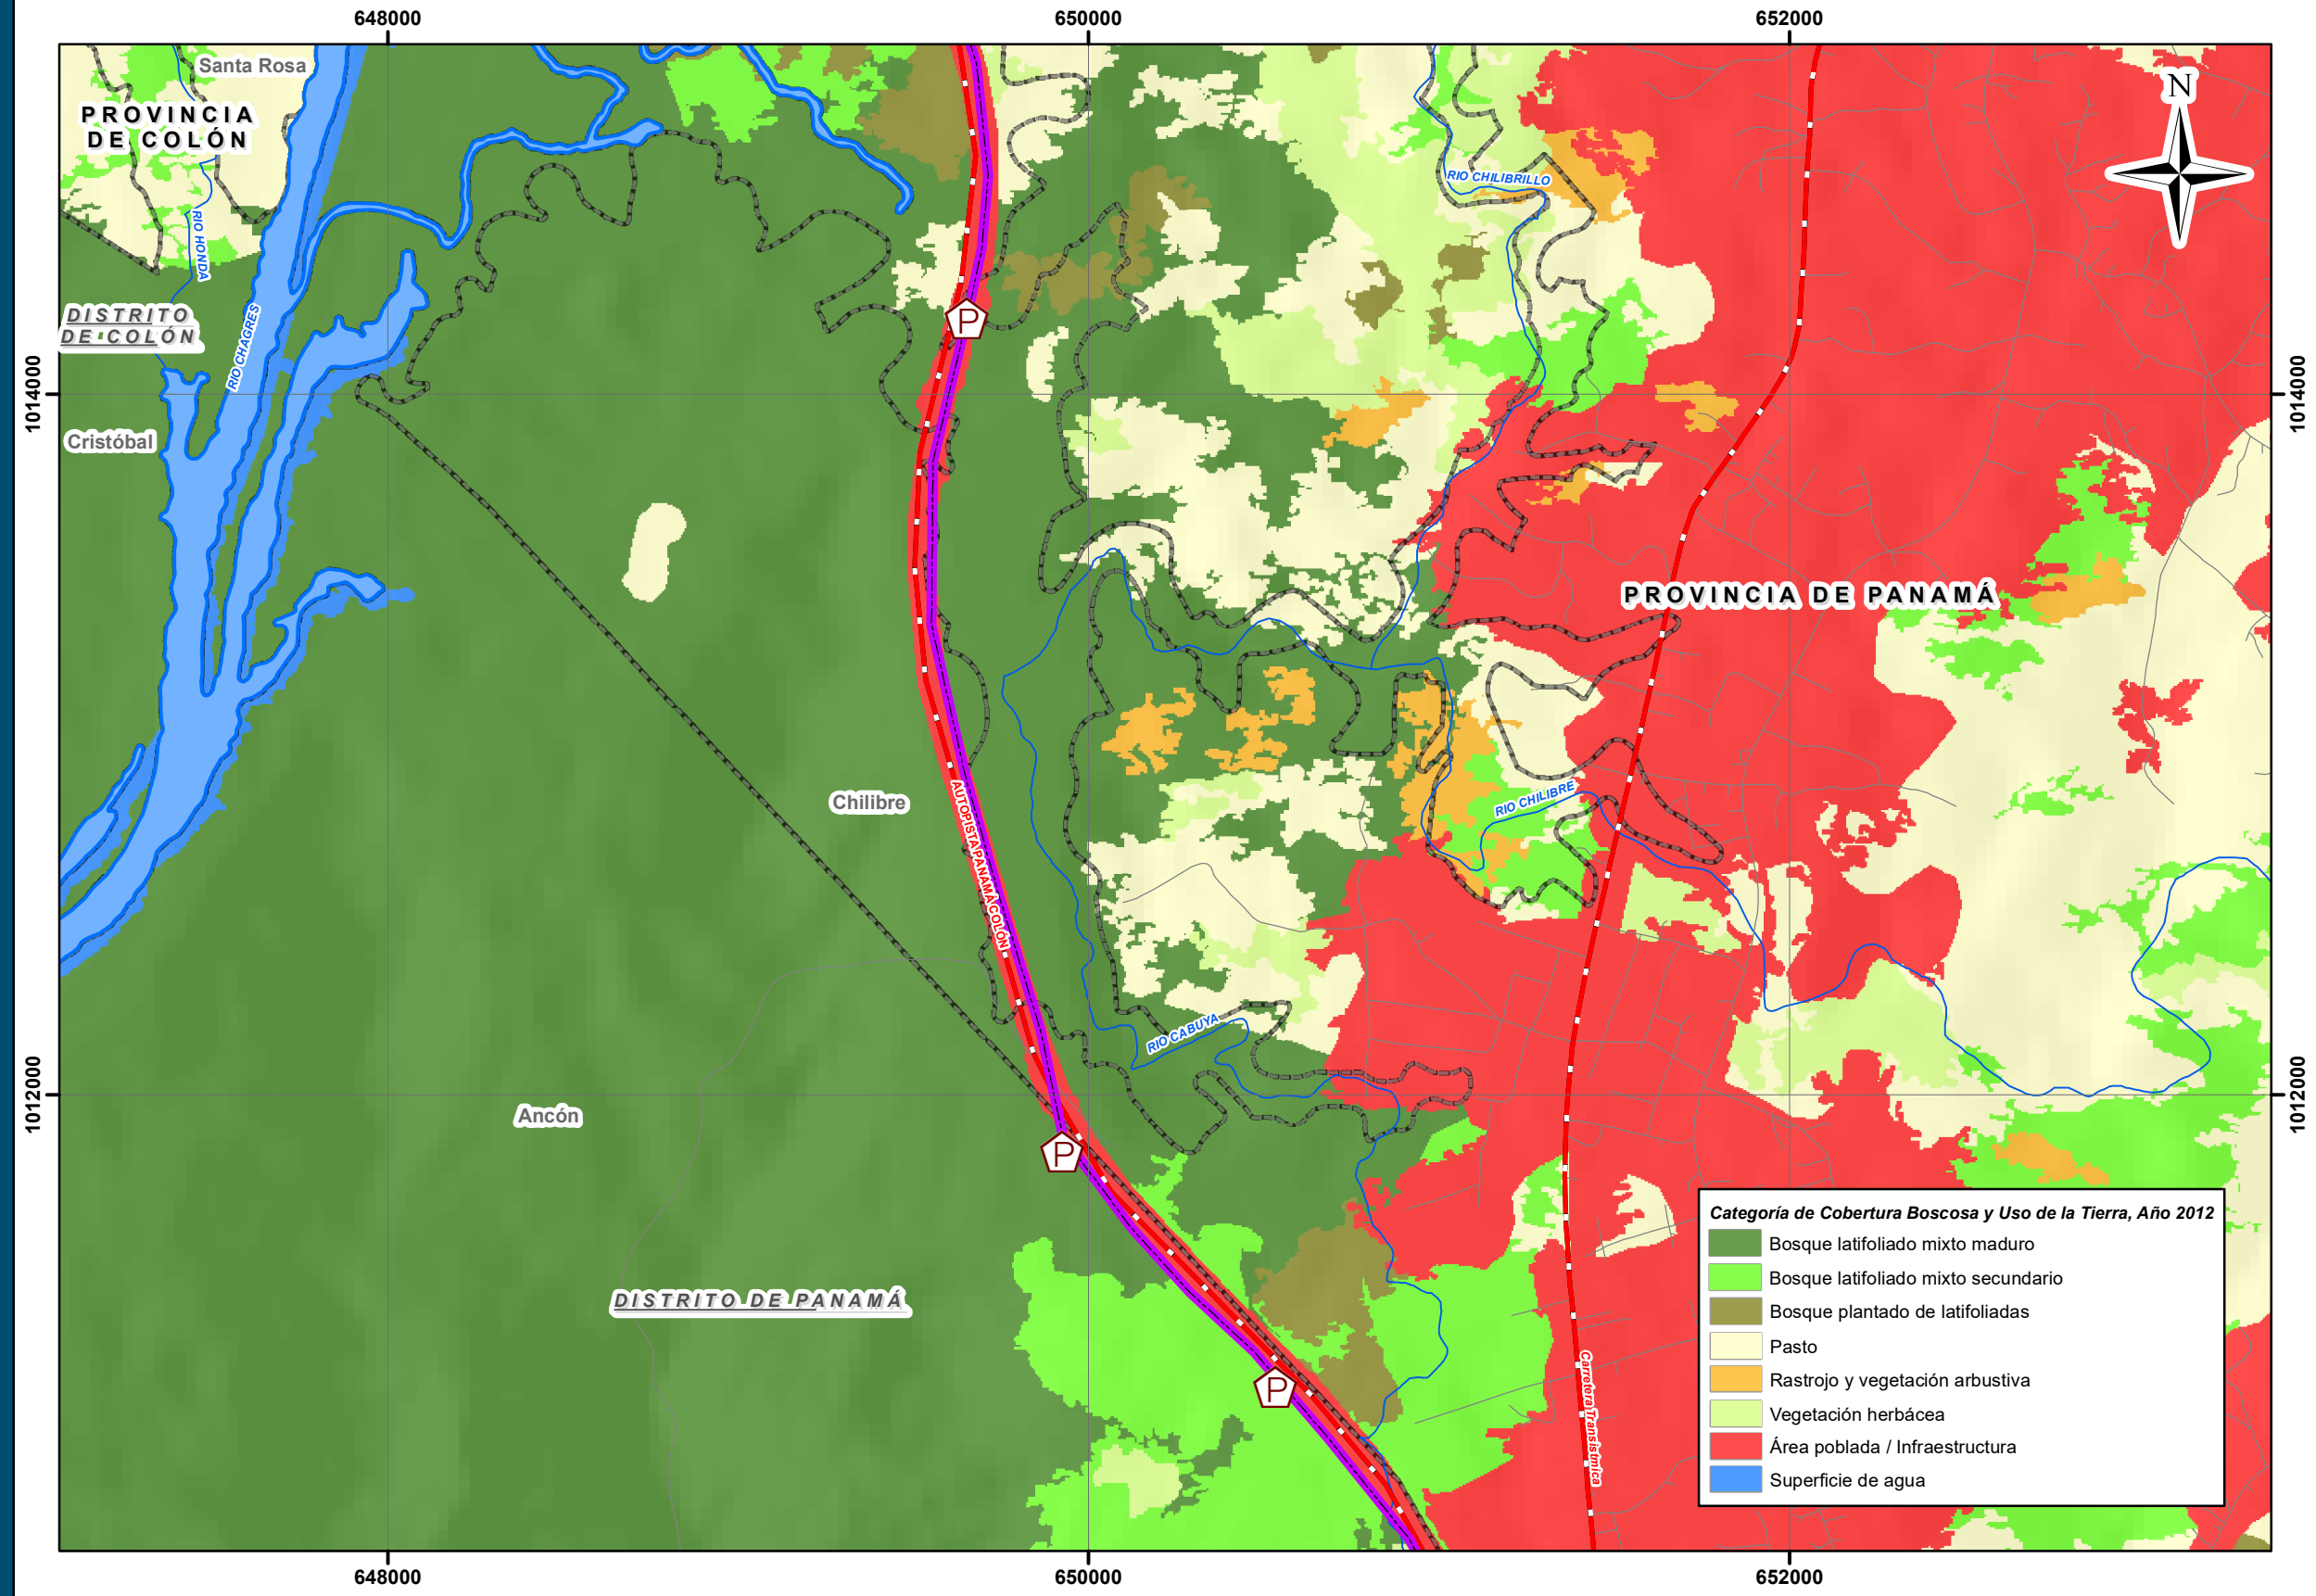 648000
650000
652000
Santa Rosa
N
PROVINCIA
DE COLÓN
RIO CHILIBRILLO
RIO HONDA
DISTRITO
DE COLÓN
P
RIO CHAGRES
1014000
1014000
Cristóbal
PROVINCIA DE PANAMÁ
Chilibre
RIO CHILIBRE
AUTOPISTA PANAMÁ COLÓN
RIO CABUYA
1012000
1012000
Ancón
P
Categoría de Cobertura Boscosa y Uso de la Tierra, Año 2012
Bosque latifoliado mixto maduro
Bosque latifoliado mixto secundario
Bosque plantado de latifoliadas
Pasto
Rastrojo y vegetación arbustiva
Vegetación herbácea
Área poblada / Infraestructura
Superficie de agua
DISTRITO DE PANAMÁ
P
Carretera Transístmica
648000
650000
652000